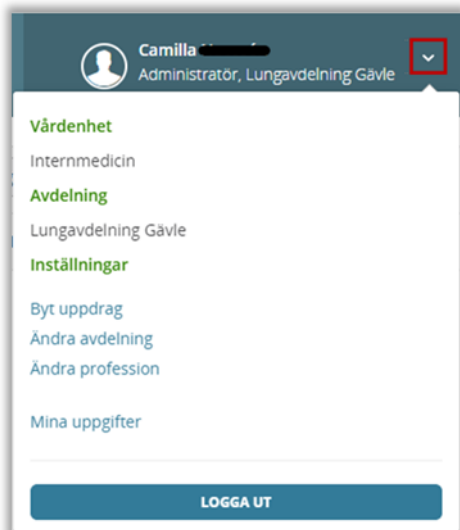 Camilla
Administratör, Lungavdelning Gävle
Vårdenhet
Internmedicin
Avdelning
Lungavdelning Gävle
Inställningar
Byt uppdrag
Ändra avdelning
Ändra profession
Mina uppgifter
LOGGA UT